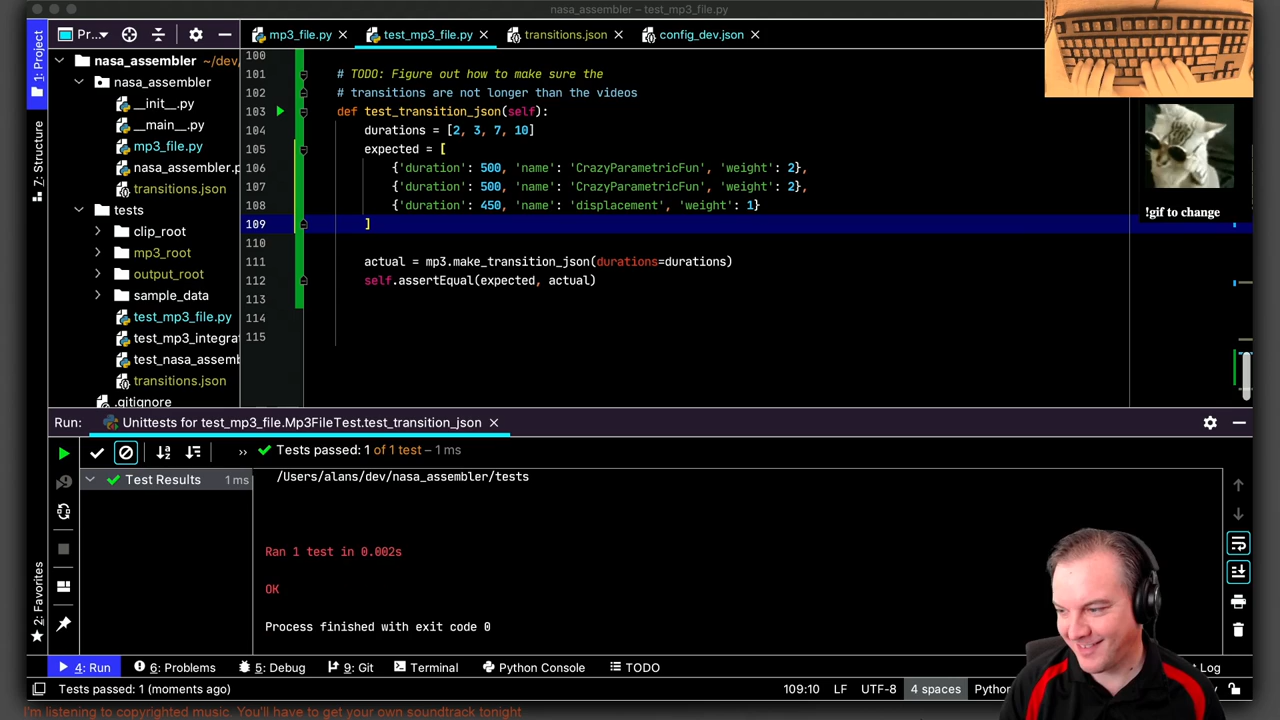 nasa_assembler – test_mp3_file.py
Pr...
mp3_file.py
test_mp3_file.py
transitions.json
config_dev.json
1: Project
7: Structure
2: Favorites
nasa_assembler ~/dev/
nasa_assembler
__init__.py
__main__.py
mp3_file.py
nasa_assembler.p
transitions.json
tests
clip_root
mp3_root
output_root
sample_data
test_mp3_file.py
test_mp3_integra
test_nasa_assemb
transitions.json
.gitignore
100
101 # TODO: Figure out how to make sure the
102 # transitions are not longer than the videos
103 def test_transition_json(self):
104 durations = [2, 3, 7, 10]
105 expected = [
106 {'duration': 500, 'name': 'CrazyParametricFun', 'weight': 2},
107 {'duration': 500, 'name': 'CrazyParametricFun', 'weight': 2},
108 {'duration': 450, 'name': 'displacement', 'weight': 1}
109 ]
110
111 actual = mp3.make_transition_json(durations=durations)
112 self.assertEqual(expected, actual)
113
114
115
!gif to change
Run: Unittests for test_mp3_file.Mp3FileTest.test_transition_json
Tests passed: 1 of 1 test – 1 ms
Test Results 1 ms
/Users/alans/dev/nasa_assembler/tests
Ran 1 test in 0.002s
OK
Process finished with exit code 0
4: Run
6: Problems
5: Debug
9: Git
Terminal
Python Console
TODO
Log
Tests passed: 1 (moments ago)
109:10 LF UTF-8 4 spaces Python
I'm listening to copyrighted music. You'll have to get your own soundtrack tonight